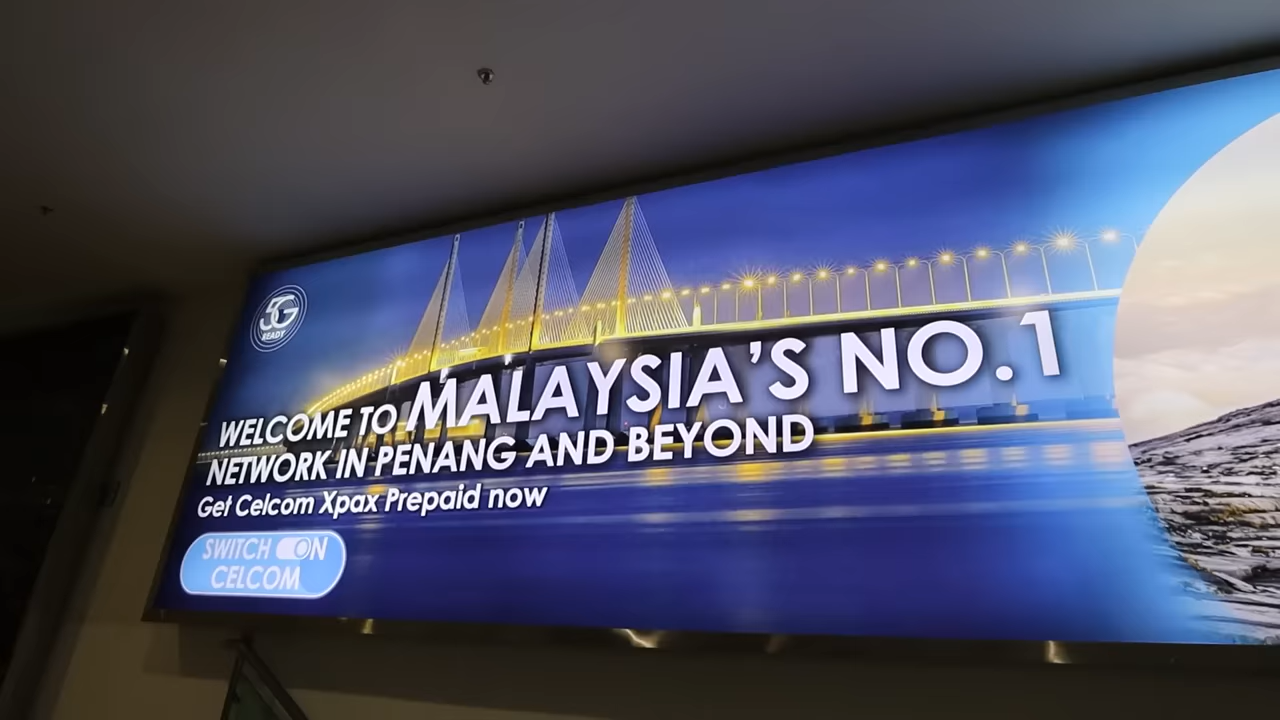 5G
READY
WELCOME TO MALAYSIA'S NO.1
NETWORK IN PENANG AND BEYOND
Get Celcom Xpax Prepaid now
SWITCH ON
CELCOM